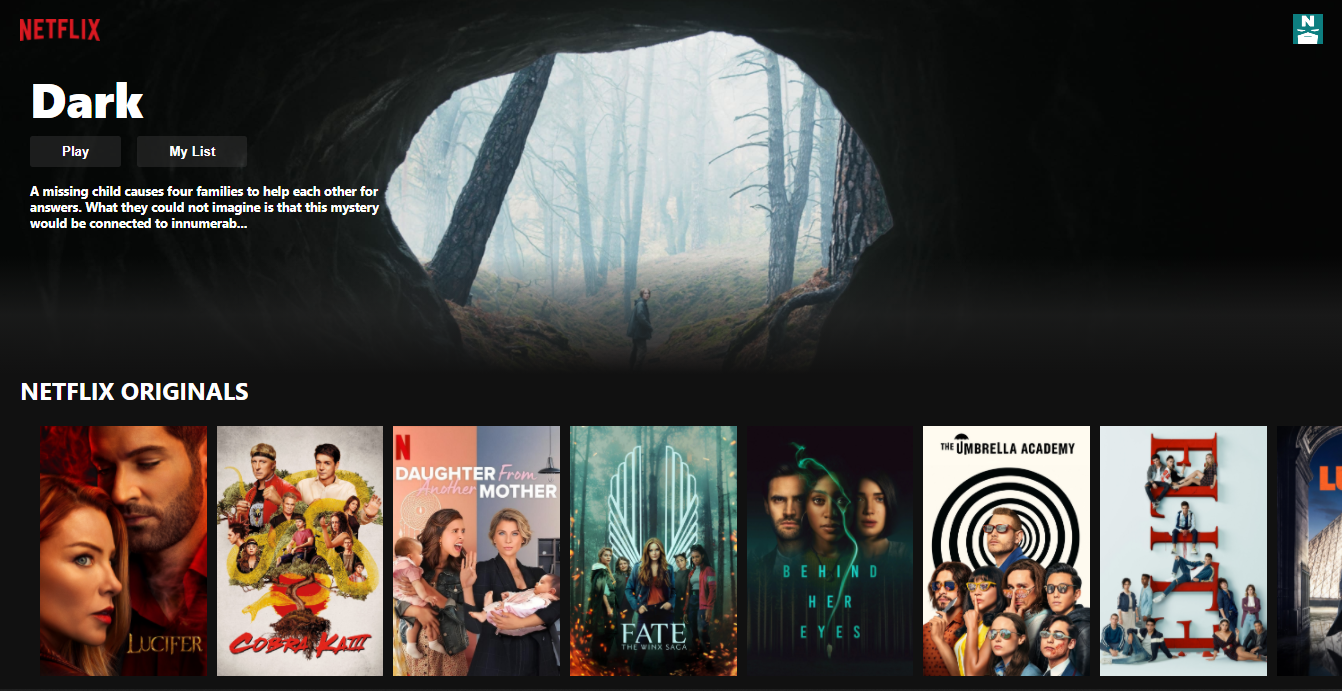 NETFLIX
N
Dark
Play
My List
A missing child causes four families to help each other for
answers. What they could not imagine is that this mystery
would be connected to innumerab...
NETFLIX ORIGINALS
LUCIFER
COBRA KAI
N
DAUGHTER From
Another MOTHER
FATE
THE WINX SAGA
BEHIND
HER
EYES
THE UMBRELLA ACADEMY
ELITE
LU